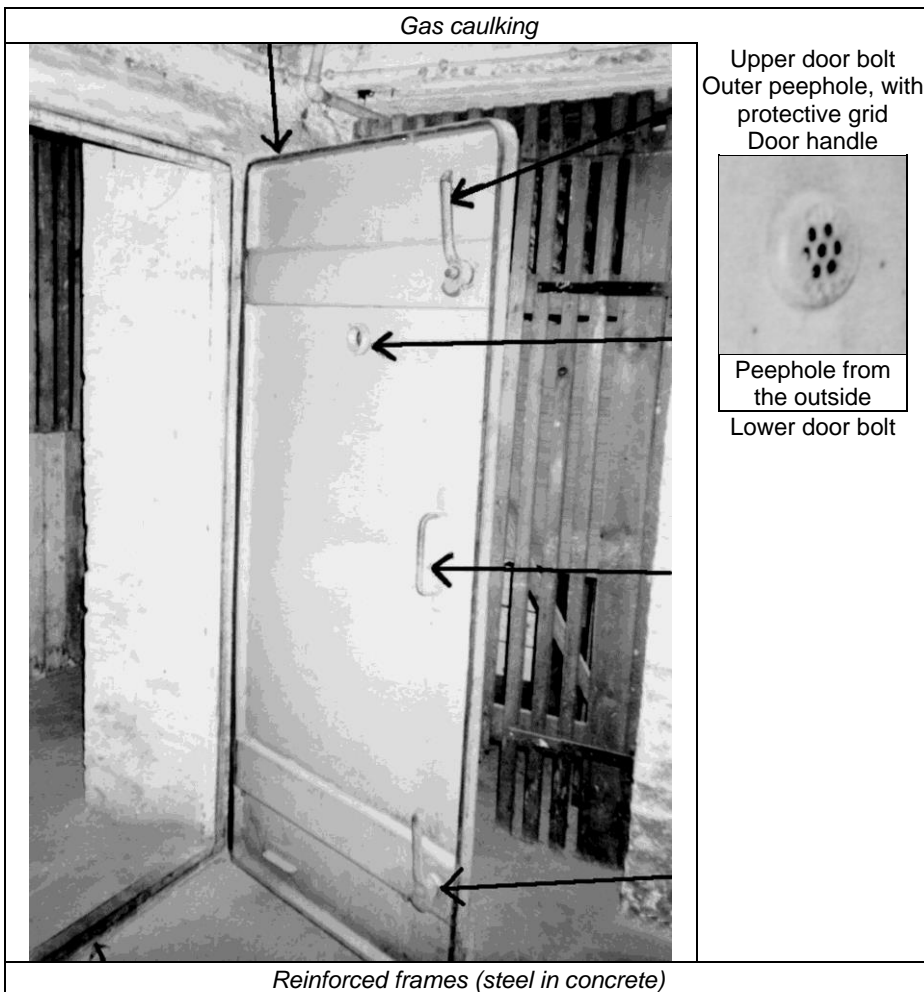 Gas caulking
Upper door bolt
Outer peephole, with
protective grid
Door handle
Peephole from
the outside
Lower door bolt
Reinforced frames (steel in concrete)